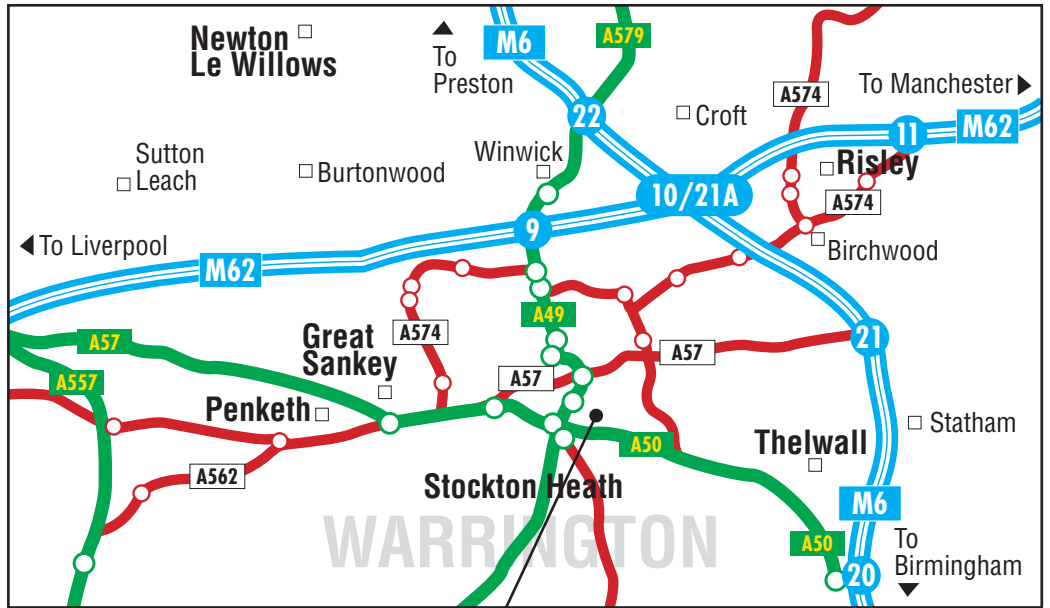 Newton
Le Willows
To
Preston
M6
A579
A574
To Manchester
22
Croft
11
M62
Sutton
Leach
Burtonwood
Winwick
Risley
10/21A
A574
To Liverpool
9
Birchwood
M62
A49
A57
Great
Sankey
A574
A57
A57
21
A557
Penketh
Statham
A50
Thelwall
A562
Stockton Heath
M6
WARRINGTON
A50
To
Birmingham
20